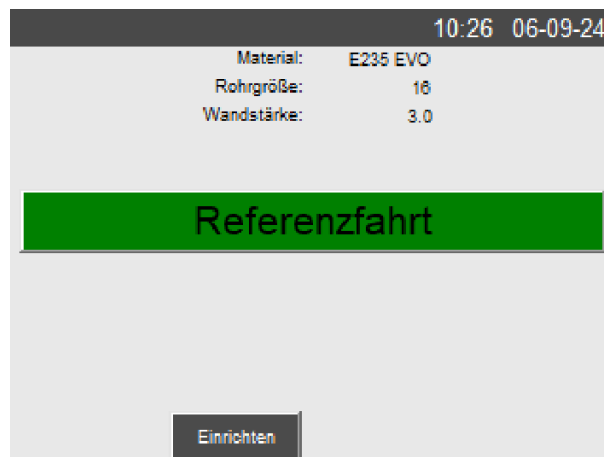 10:26 06-09-24
Material: E235 EVO
Rohrgröße: 16
Wandstärke: 3.0
Referenzfahrt
Einrichten